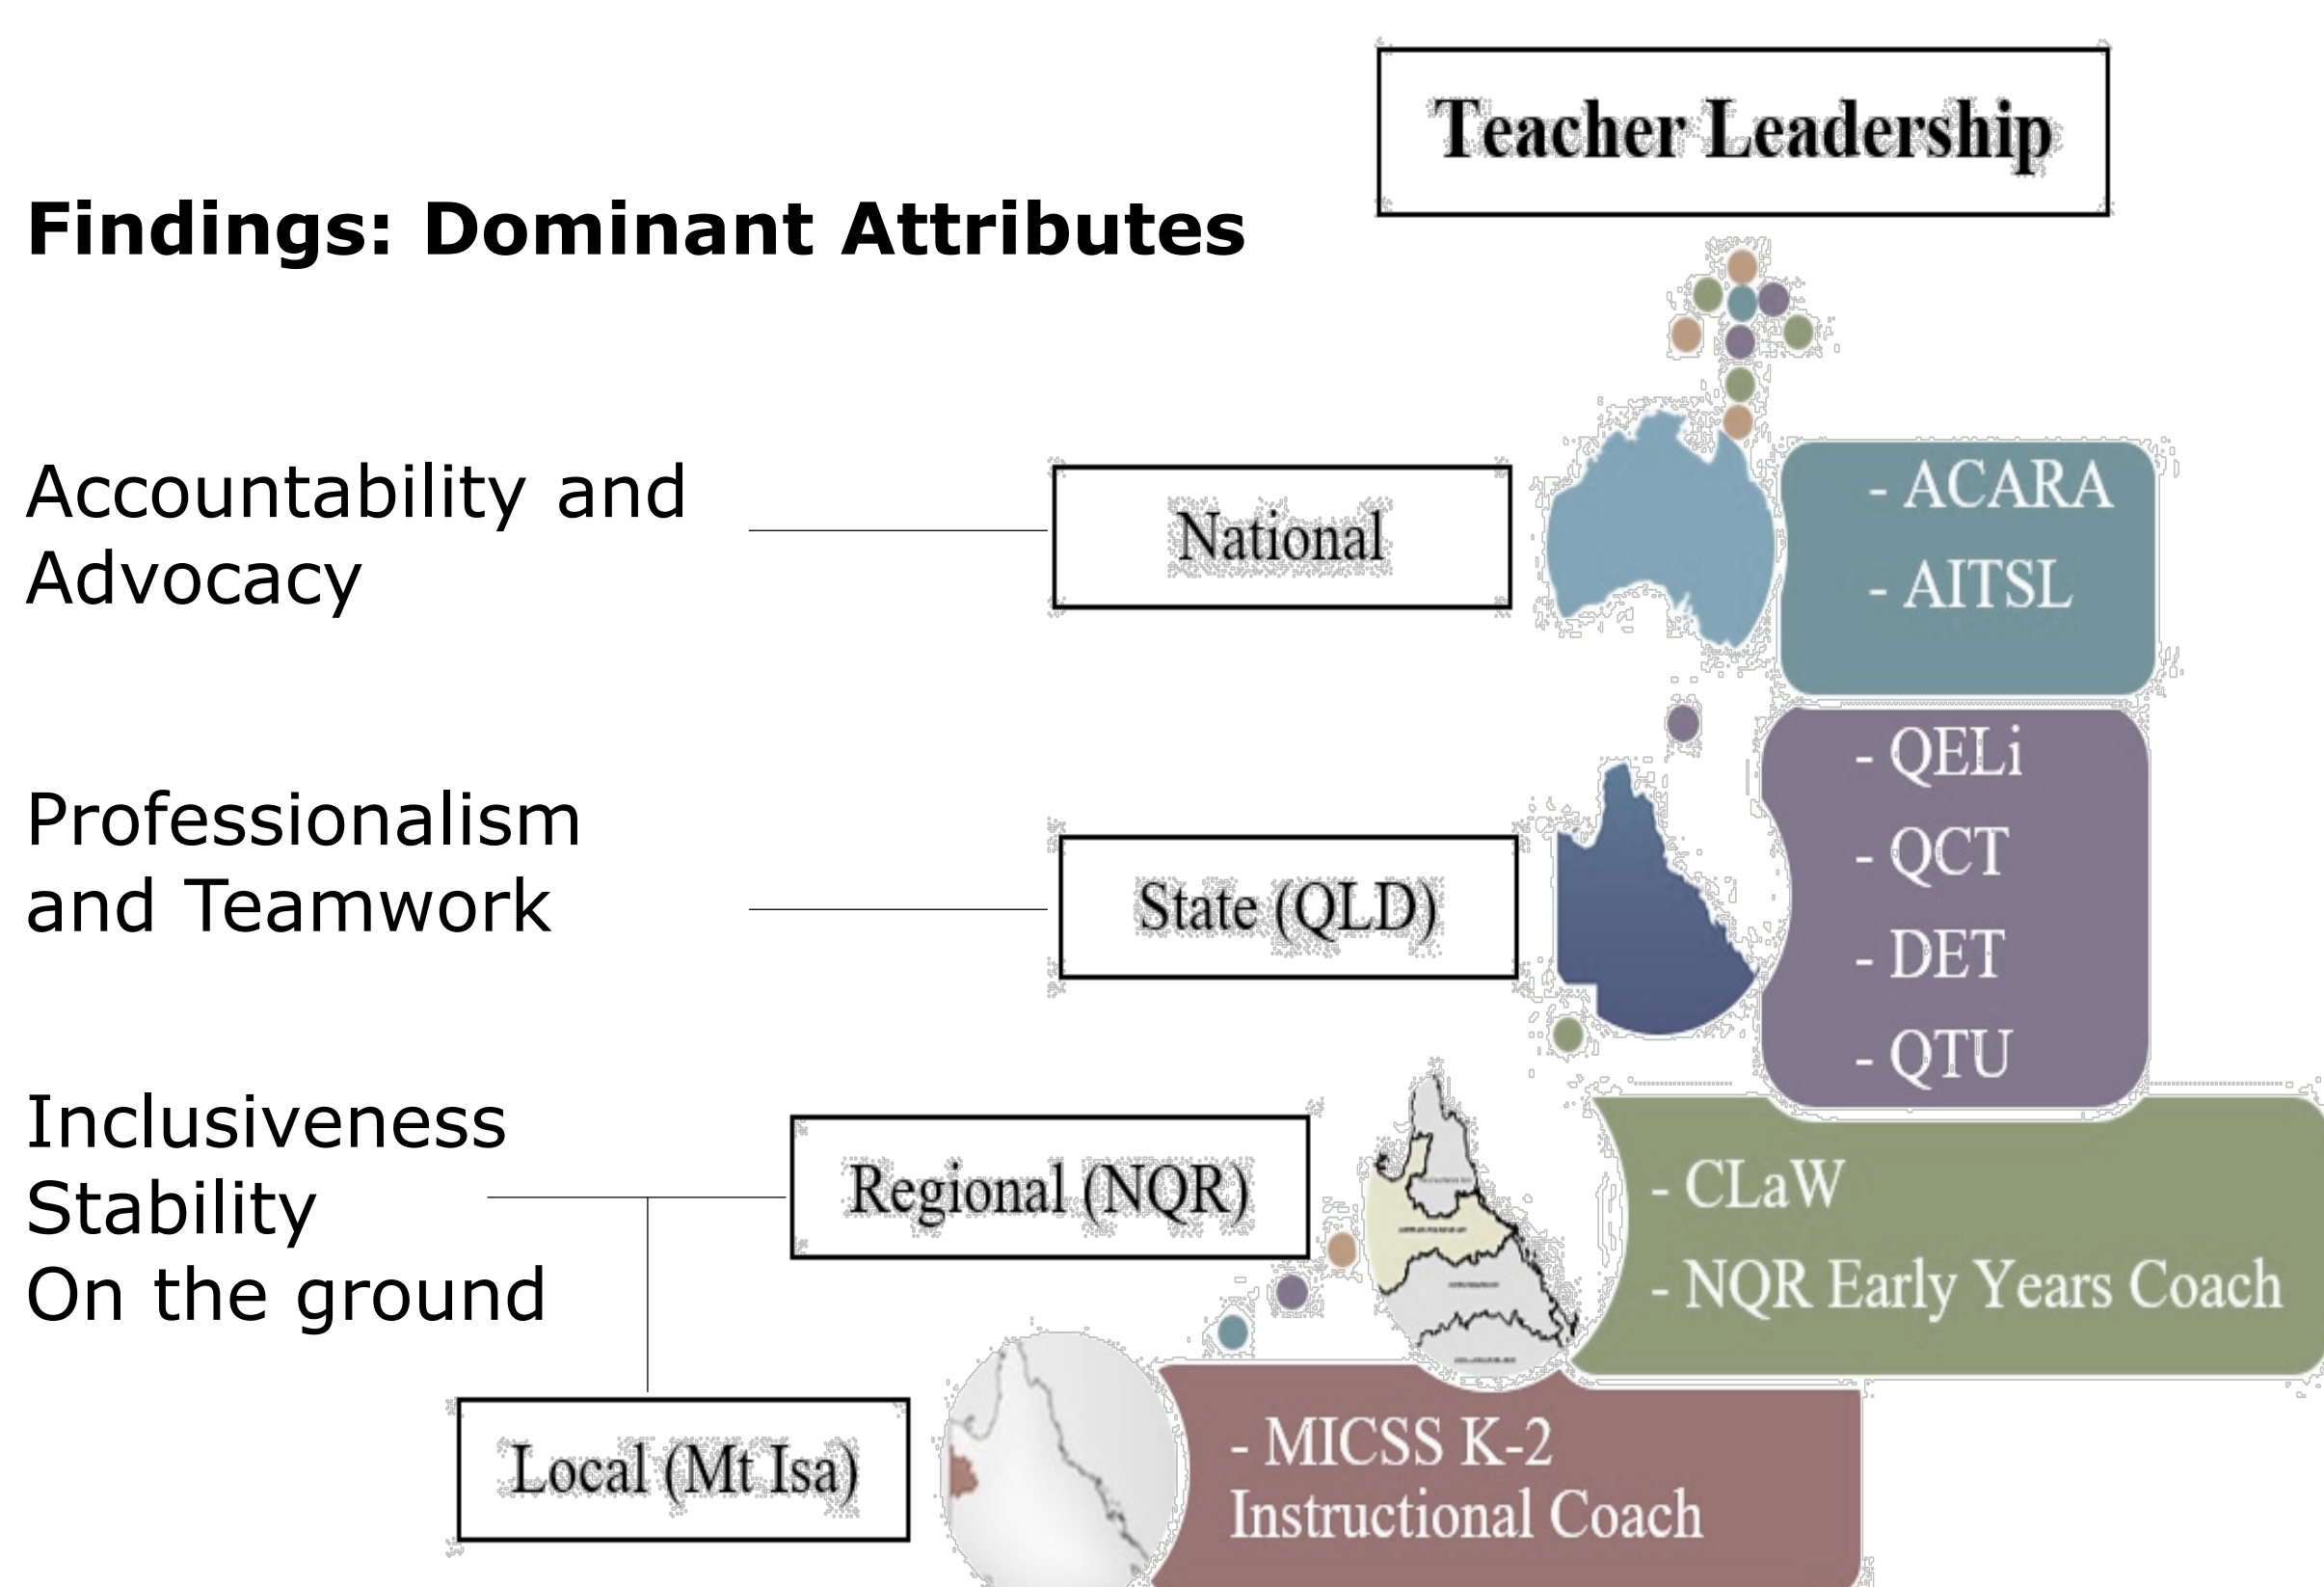 Teacher Leadership
Findings: Dominant Attributes
Accountability and
Advocacy
National
- ACARA
- AITSL
Professionalism
and Teamwork
State (QLD)
- QELi
- QCT
- DET
- QTU
Inclusiveness
Stability
On the ground
Regional (NQR)
- CLaW
- NQR Early Years Coach
Local (Mt Isa)
- MICSS K-2
Instructional Coach